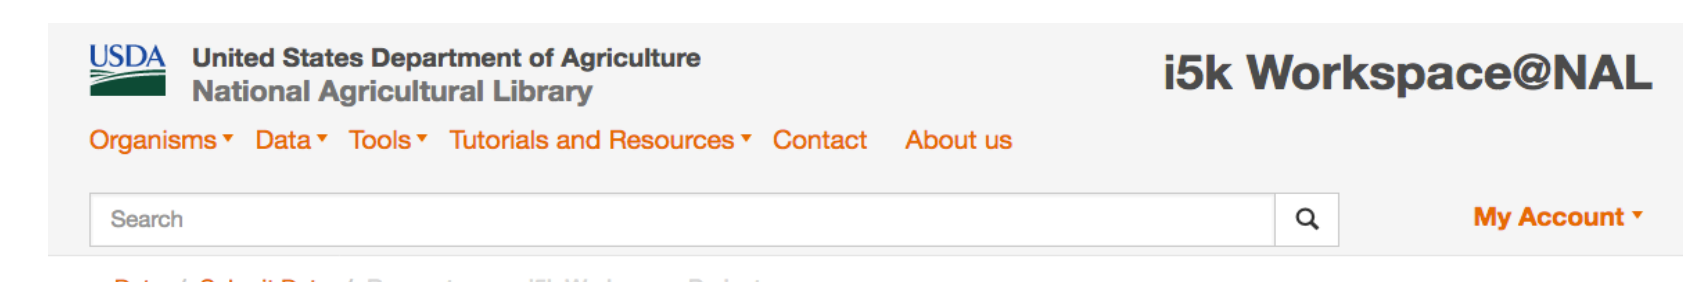 USDA United States Department of Agriculture
National Agricultural Library
i5k Workspace@NAL
Organisms Data Tools Tutorials and Resources Contact About us
Search
My Account